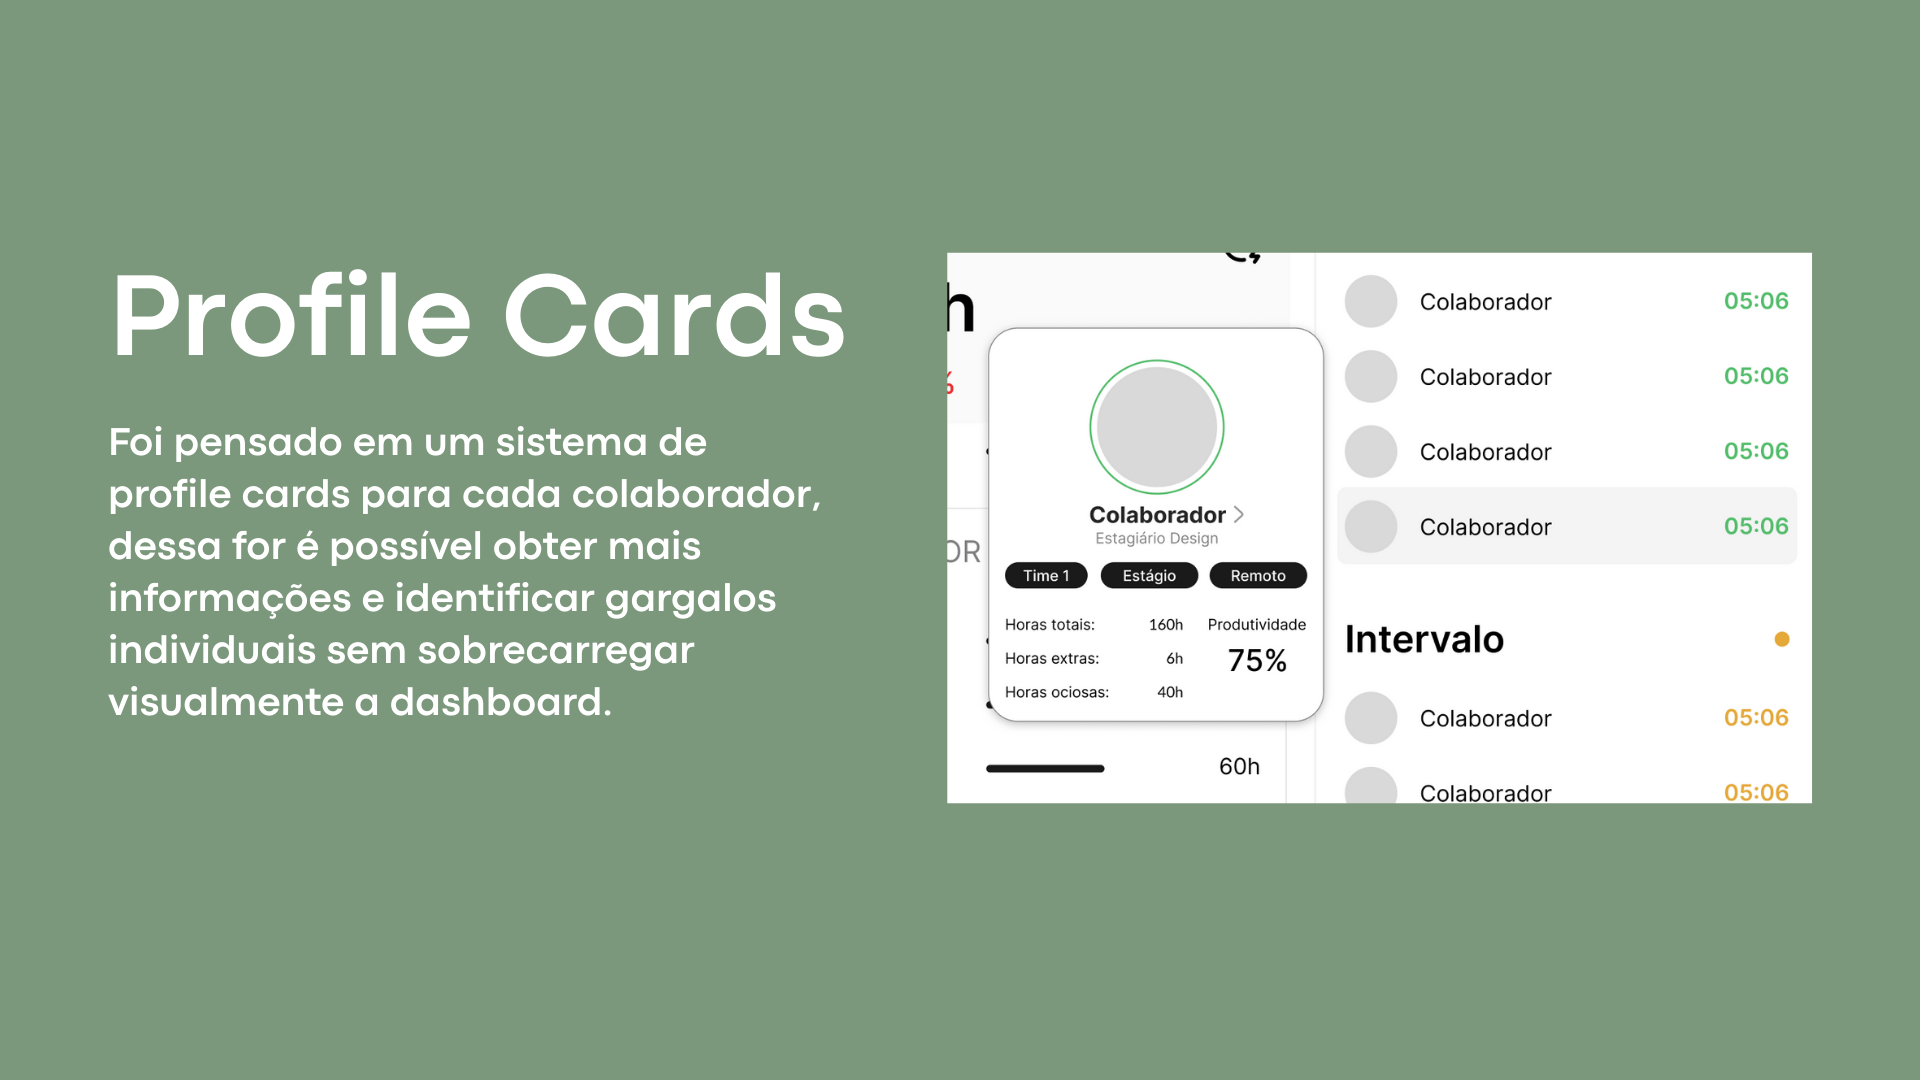 Profile Cards
Foi pensado em um sistema de
profile cards para cada colaborador,
dessa for é possível obter mais
informações e identificar gargalos
individuais sem sobrecarregar
visualmente a dashboard.
h
%
OR
Colaborador >
Estagiário Design
Time 1 Estágio Remoto
Horas totais: 160h Produtividade
Horas extras: 6h 75%
Horas ociosas: 40h
60h
Colaborador 05:06
Colaborador 05:06
Colaborador 05:06
Colaborador 05:06
Intervalo
Colaborador 05:06
Colaborador 05:06